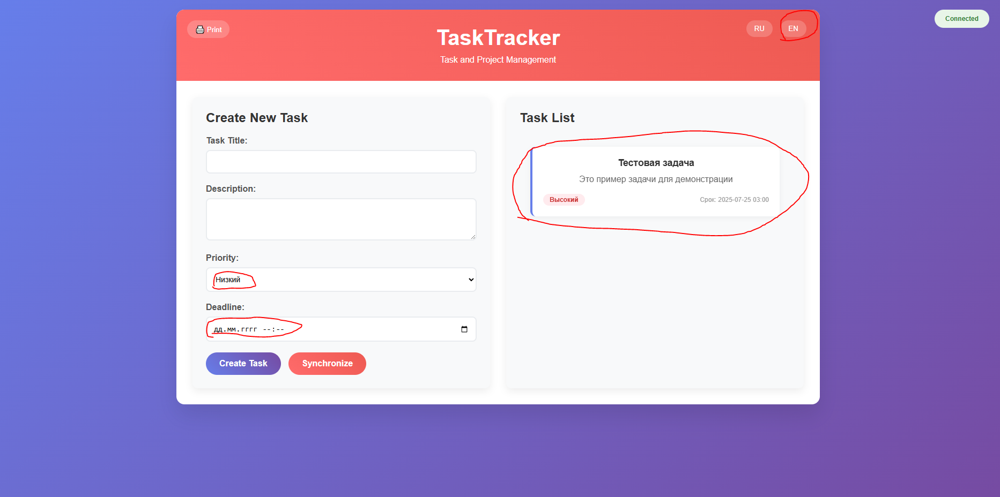 Print
RU
EN
Connected
TaskTracker
Task and Project Management
Create New Task
Task Title:
Description:
Priority:
Низкий
Deadline:
дд.мм.гггг --:--
Create Task
Synchronize
Task List
Тестовая задача
Это пример задачи для демонстрации
Высокий
Срок: 2025-07-25 03:00